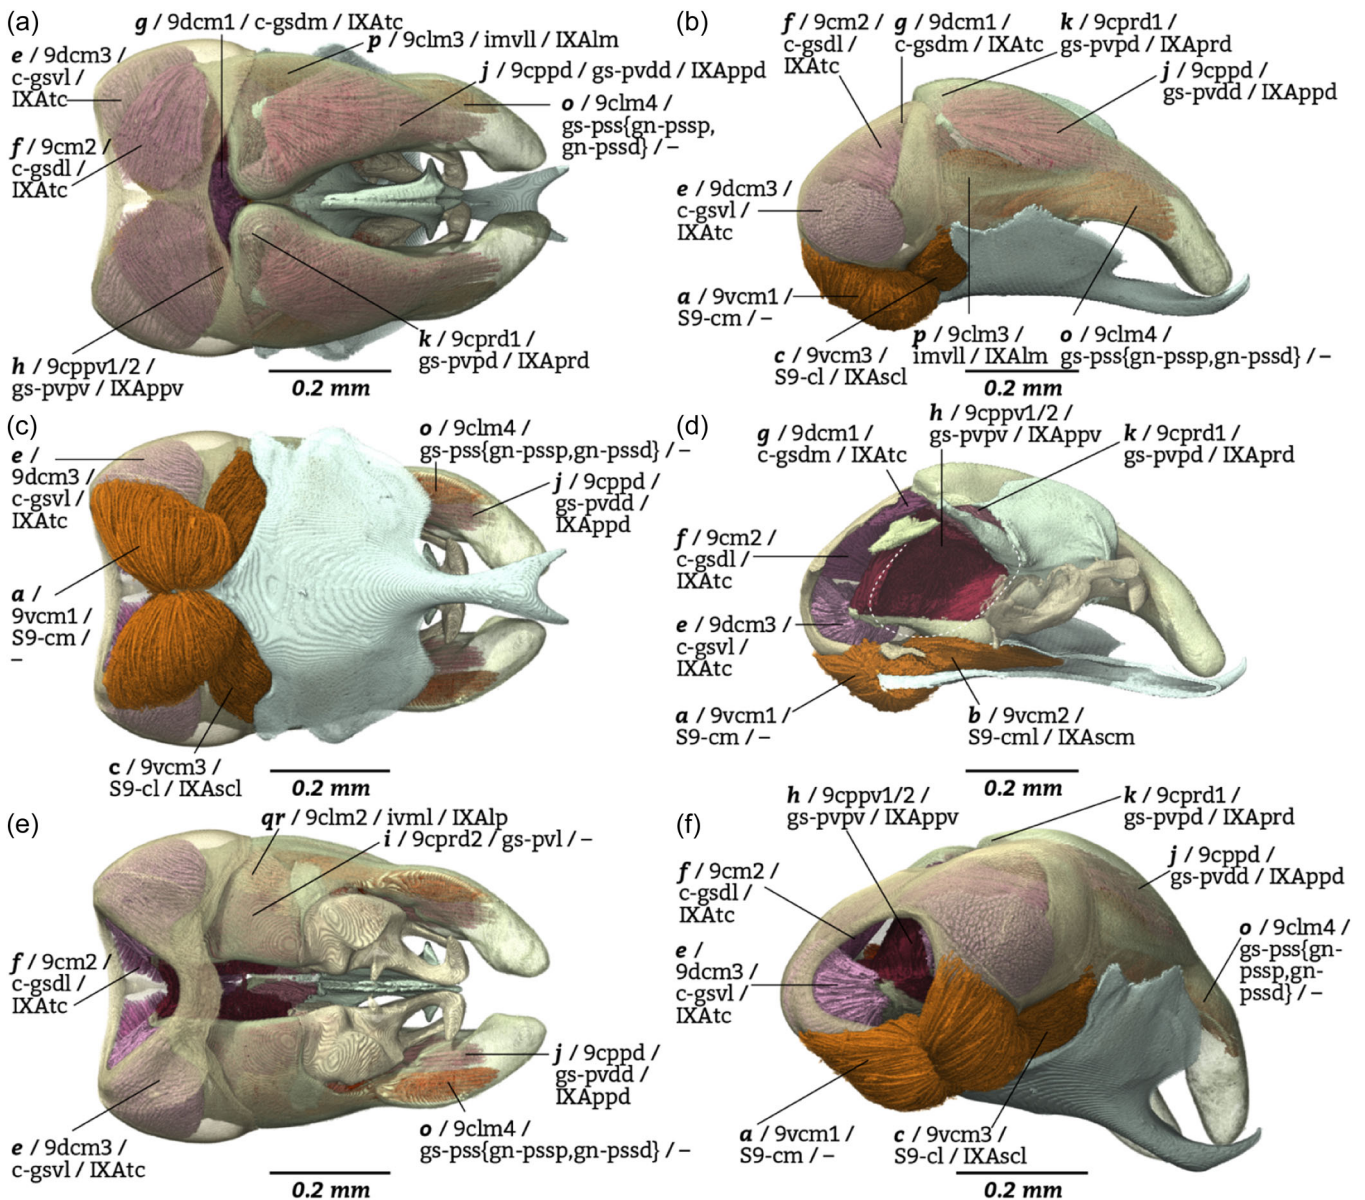 (a)
g / 9dcm1 / c-gsdm / IXAtc
p / 9clm3 / imvll / IXAlm
e / 9dcm3 /
c-gsvl /
IXAtc
j / 9cppd / gs-pvdd / IXAppd
o / 9clm4 /
gs-pss{gn-pssp,
gn-pssd} / –
f / 9cm2 /
c-gsdl /
IXAtc
k / 9cprd1 /
gs-pvpd / IXAprd
h / 9cppv1/2 /
gs-pvpv / IXAppv
0.2 mm
(b)
f / 9cm2 /
c-gsdl /
IXAtc
g / 9dcm1 /
c-gsdm / IXAtc
k / 9cprd1 /
gs-pvpd / IXAprd
j / 9cppd /
gs-pvdd / IXAppd
e / 9dcm3 /
c-gsvl /
IXAtc
a / 9vcm1 /
S9-cm / –
c / 9vcm3 /
S9-cl / IXAscl
p / 9clm3 /
imvll / IXAlm
o / 9clm4 /
gs-pss{gn-pssp,gn-pssd} / –
0.2 mm
(c)
e /
9dcm3 /
c-gsvl /
IXAtc
o / 9clm4 /
gs-pss{gn-pssp,gn-pssd} / –
j / 9cppd /
gs-pvdd /
IXAppd
a /
9vcm1 /
S9-cm /
–
c / 9vcm3 /
S9-cl / IXAscl
0.2 mm
(d)
h / 9cppv1/2 /
gs-pvpv / IXAppv
g / 9dcm1 /
c-gsdm / IXAtc
k / 9cprd1 /
gs-pvpd / IXAprd
f / 9cm2 /
c-gsdl /
IXAtc
e / 9dcm3 /
c-gsvl /
IXAtc
a / 9vcm1 /
S9-cm / –
b / 9vcm2 /
S9-cml / IXAscm
0.2 mm
(e)
qr / 9clm2 / ivml / IXAlp
i / 9cprd2 / gs-pvl / –
f / 9cm2 /
c-gsdl /
IXAtc
j / 9cppd /
gs-pvdd /
IXAppd
o / 9clm4 /
gs-pss{gn-pssp,gn-pssd} / –
e / 9dcm3 /
c-gsvl / IXAtc
0.2 mm
(f)
h / 9cppv1/2 /
gs-pvpv / IXAppv
k / 9cprd1 /
gs-pvpd / IXAprd
j / 9cppd /
gs-pvdd / IXAppd
f / 9cm2 /
c-gsdl /
IXAtc
e /
9dcm3 /
c-gsvl /
IXAtc
o / 9clm4 /
gs-pss{gn-
pssp,gn-
pssd} / –
a / 9vcm1 /
S9-cm / –
c / 9vcm3 /
S9-cl / IXAscl
0.2 mm